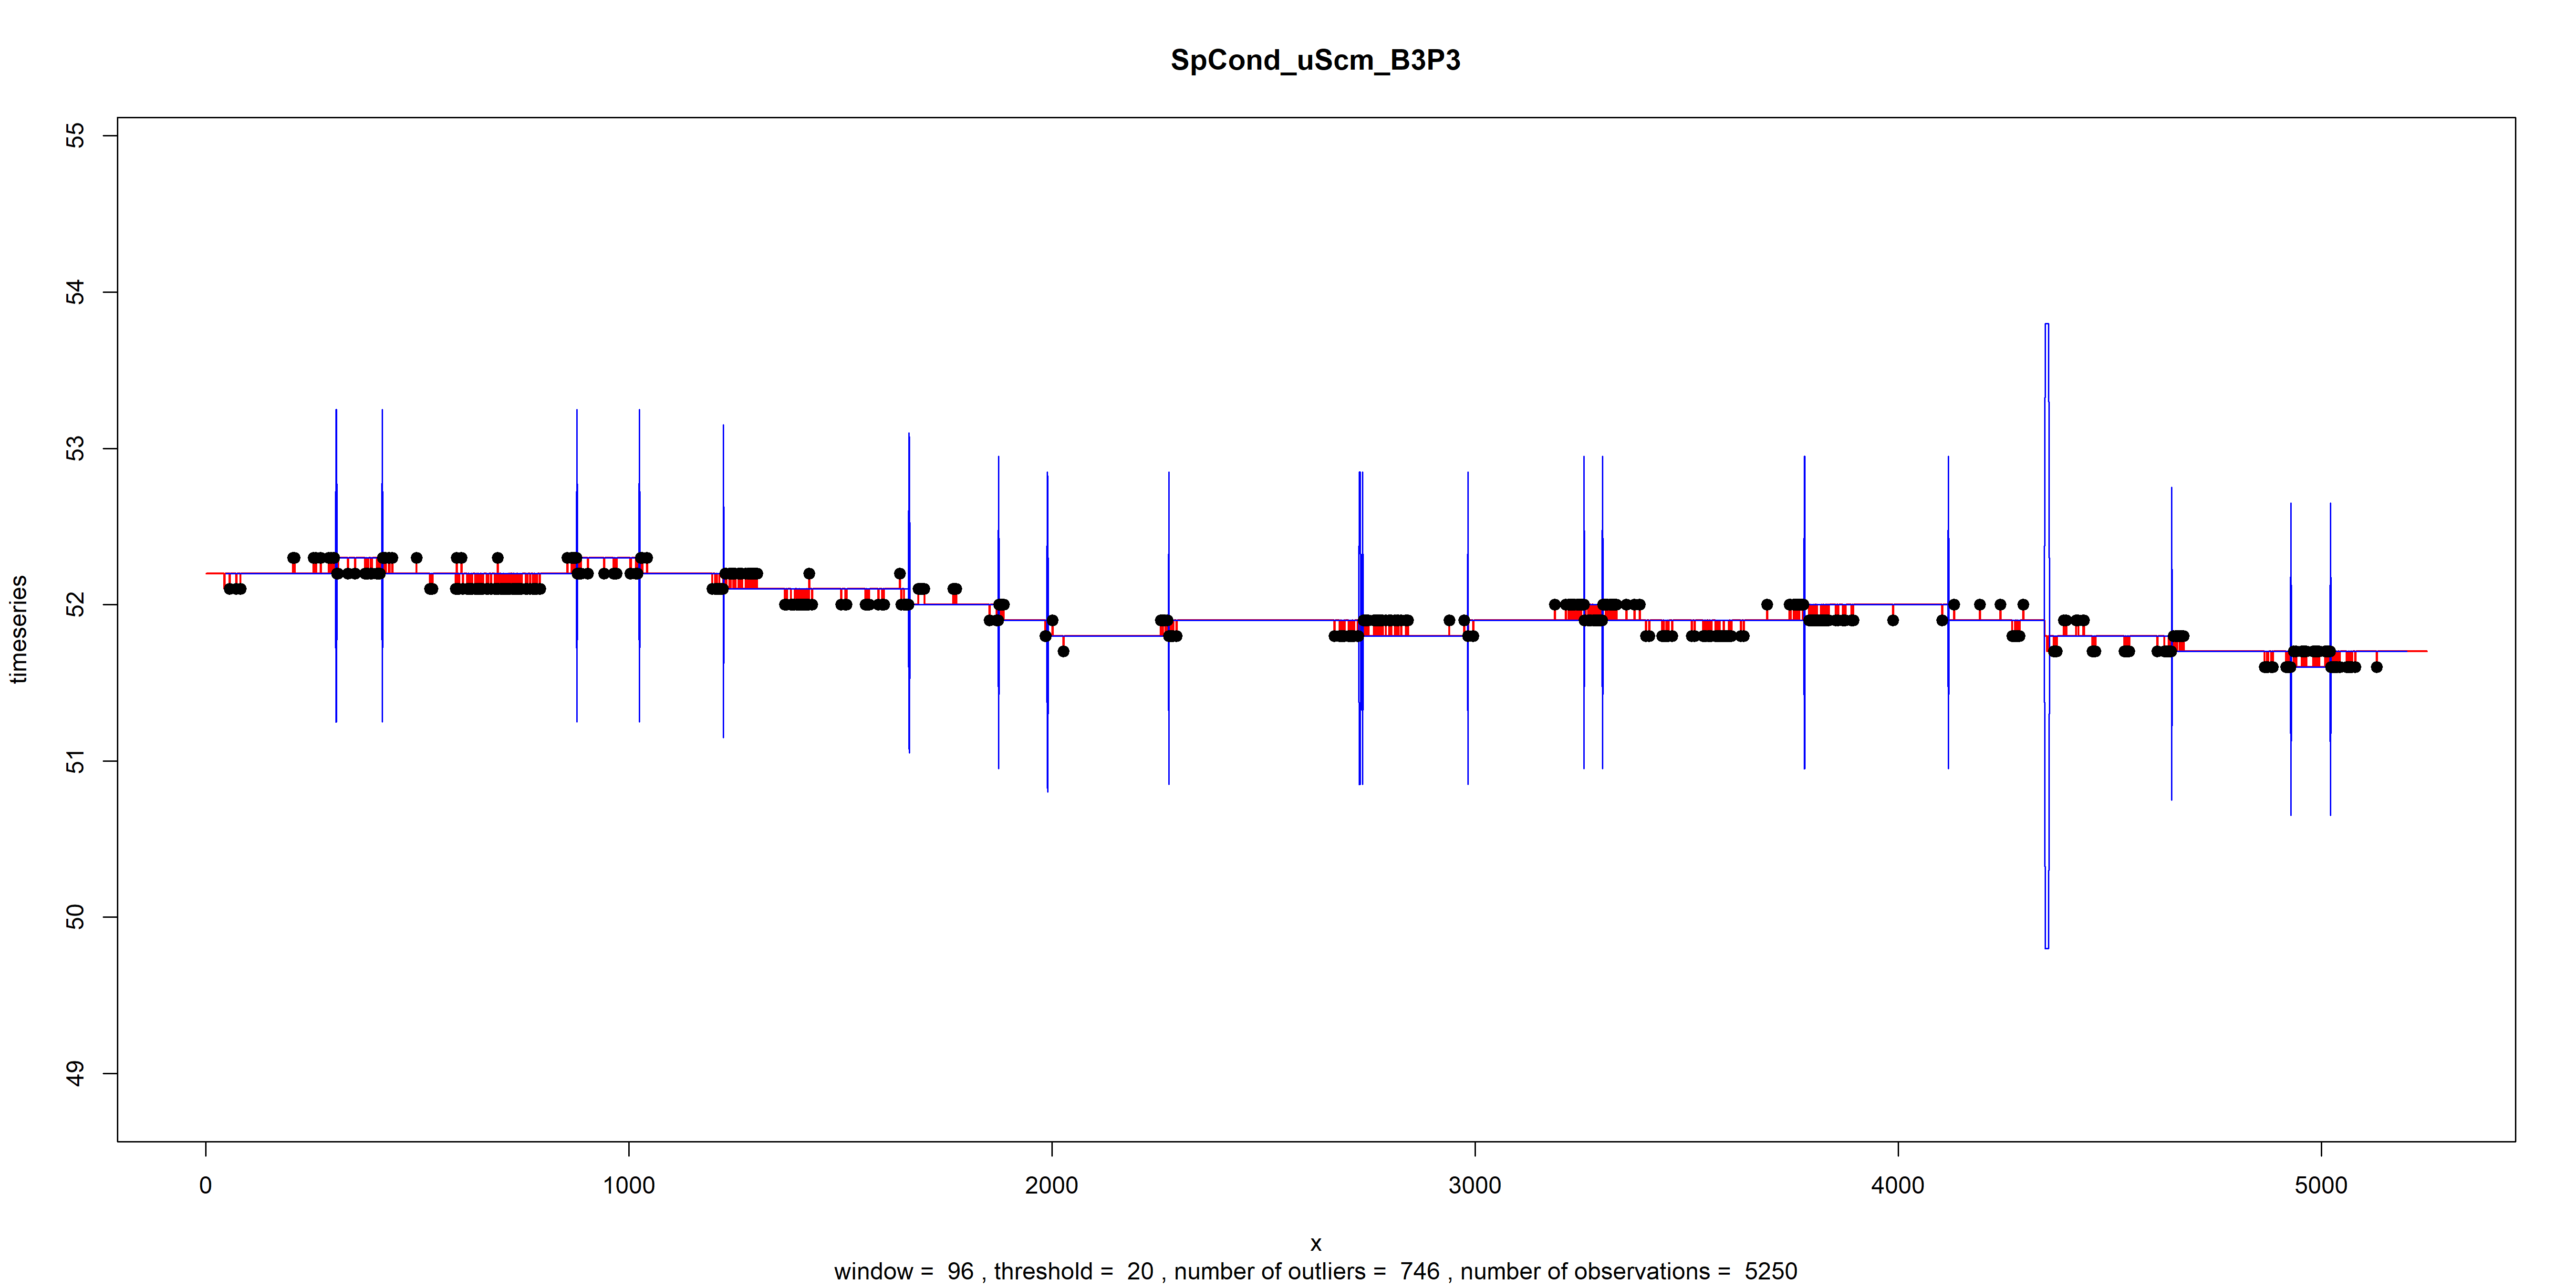 SpCond_uScm_B3P3
55
54
53
52
51
50
49
timeseries
0 1000 2000 3000 4000 5000
x
window =  96 , threshold =  20 , number of outliers =  746 , number of observations =  5250